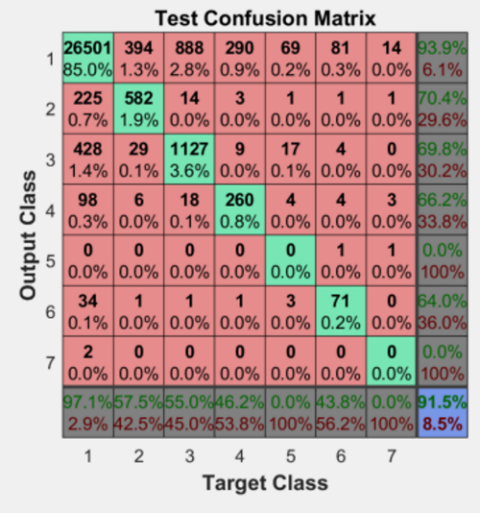 Test Confusion Matrix
1 26501 394 888 290 69 81 14 93.9%
85.0% 1.3% 2.8% 0.9% 0.2% 0.3% 0.0% 6.1%
2 225 582 14 3 1 1 1 70.4%
0.7% 1.9% 0.0% 0.0% 0.0% 0.0% 0.0% 29.6%
3 428 29 1127 9 17 4 0 69.8%
1.4% 0.1% 3.6% 0.0% 0.1% 0.0% 0.0% 30.2%
4 98 6 18 260 4 4 3 66.2%
0.3% 0.0% 0.1% 0.8% 0.0% 0.0% 0.0% 33.8%
5 0 0 0 0 0 1 1 0.0%
0.0% 0.0% 0.0% 0.0% 0.0% 0.0% 0.0% 100%
6 34 1 1 1 3 71 0 64.0%
0.1% 0.0% 0.0% 0.0% 0.0% 0.2% 0.0% 36.0%
7 2 0 0 0 0 0 0 0.0%
0.0% 0.0% 0.0% 0.0% 0.0% 0.0% 0.0% 100%
97.1% 57.5% 55.0% 46.2% 0.0% 43.8% 0.0% 91.5%
2.9% 42.5% 45.0% 53.8% 100% 56.2% 100% 8.5%
1 2 3 4 5 6 7
Target Class
Output Class